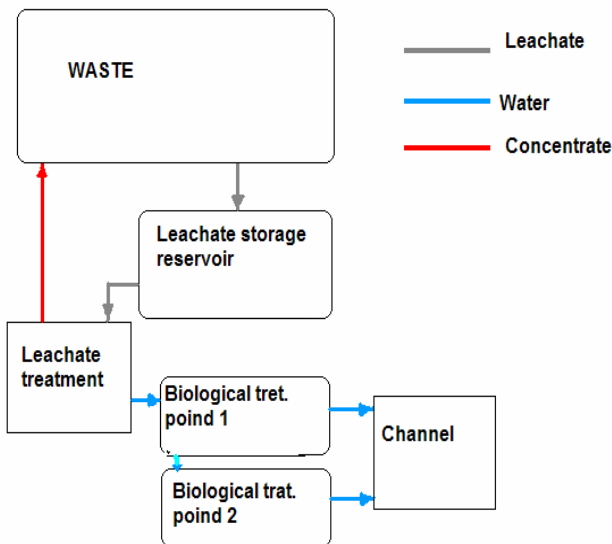 WASTE
Leachate
Water
Concentrate
Leachate storage
reservoir
Leachate
treatment
Biological tret.
poind 1
Channel
Biological trat.
poind 2